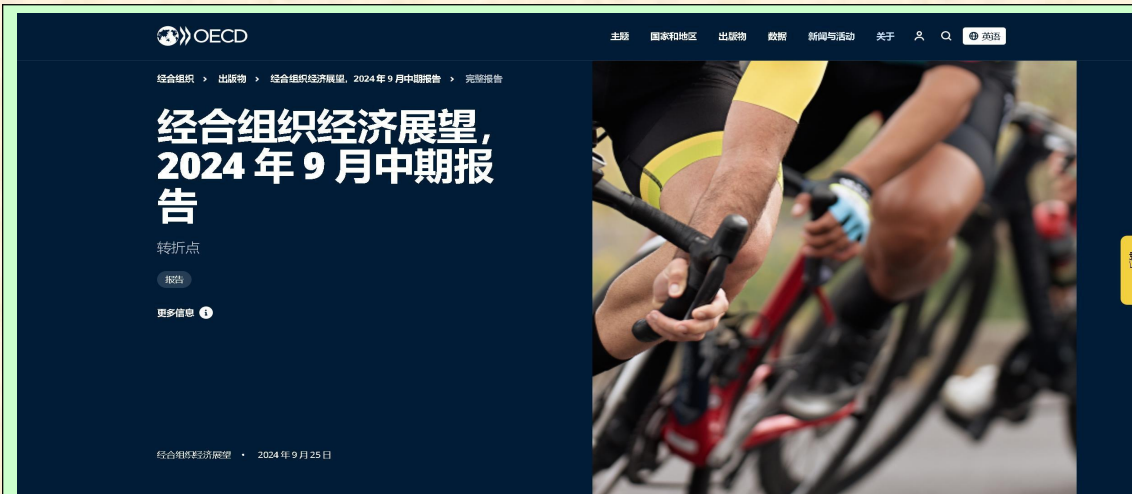 OECD
主题 国家和地区 出版物 数据 新闻与活动 关于 英语
经合组织 > 出版物 > 经合组织经济展望，2024 年 9 月中期报告 > 完整报告
经合组织经济展望，
2024 年 9 月中期报
告
转折点
报告
更多信息
经合组织经济展望 • 2024 年 9 月 25 日